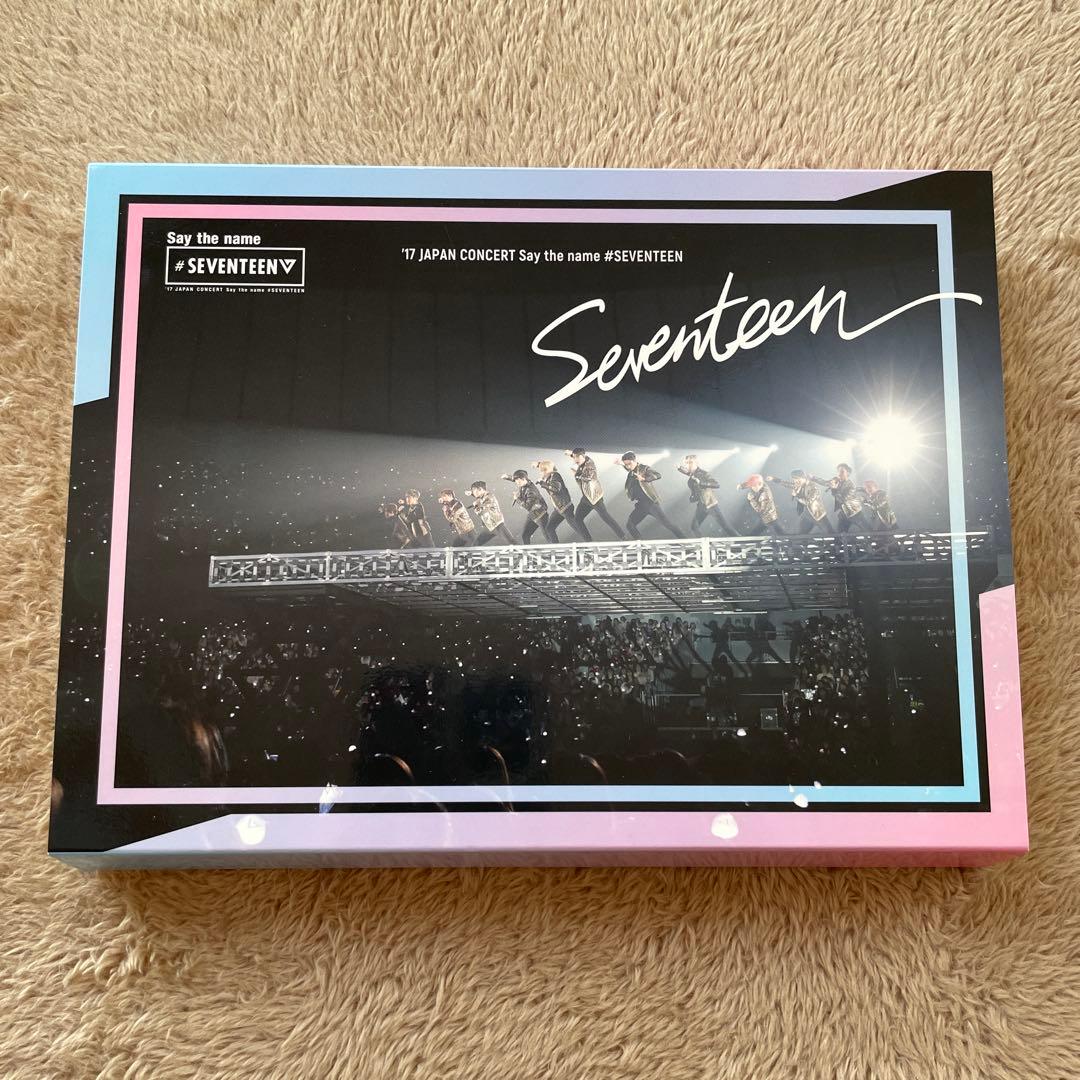 Say the name
# SEVENTEEN
'17 JAPAN CONCERT Say the name #SEVENTEEN
'17 JAPAN CONCERT Say the name #SEVENTEEN
Seventeen